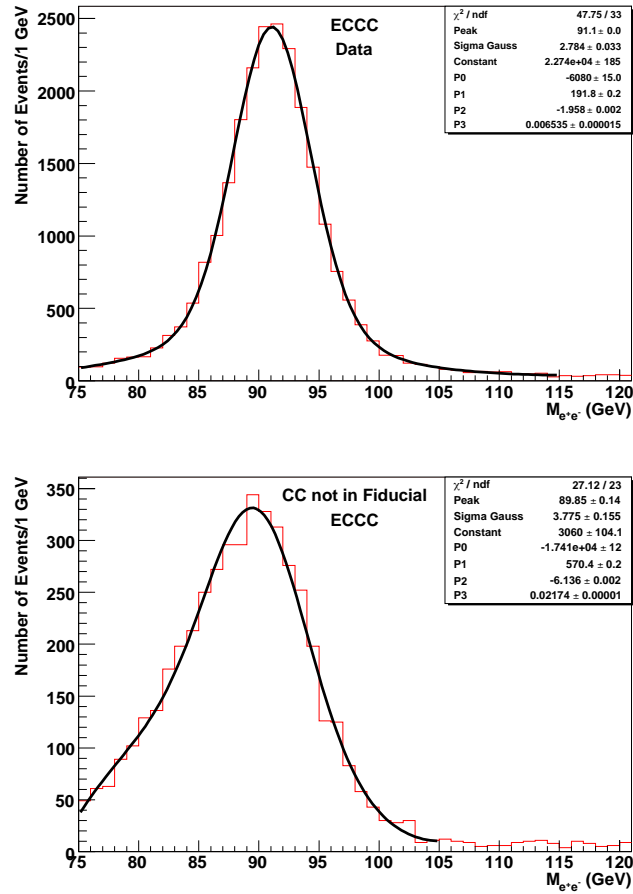 ECCC
Data
χ² / ndf 47.75 / 33
Peak 91.1 ± 0.0
Sigma Gauss 2.784 ± 0.033
Constant 2.274e+04 ± 185
P0 -6080 ± 15.0
P1 191.8 ± 0.2
P2 -1.958 ± 0.002
P3 0.006535 ± 0.000015
Number of Events/1 GeV
2500
2000
1500
1000
500
0
75 80 85 90 95 100 105 110 115 120
M e⁺e⁻ (GeV)
CC not in Fiducial
ECCC
χ² / ndf 27.12 / 23
Peak 89.85 ± 0.14
Sigma Gauss 3.775 ± 0.155
Constant 3060 ± 104.1
P0 -1.741e+04 ± 12
P1 570.4 ± 0.2
P2 -6.136 ± 0.002
P3 0.02174 ± 0.00001
Number of Events/1 GeV
350
300
250
200
150
100
50
0
75 80 85 90 95 100 105 110 115 120
M e⁺e⁻ (GeV)